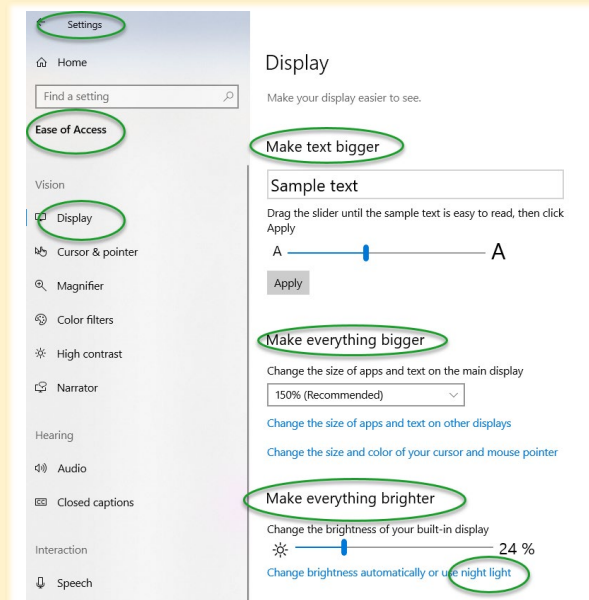 Settings
Home
Find a setting
Ease of Access
Vision
Display
Cursor & pointer
Magnifier
Color filters
High contrast
Narrator
Hearing
Audio
Closed captions
Interaction
Speech
Display
Make your display easier to see.
Make text bigger
Sample text
Drag the slider until the sample text is easy to read, then click
Apply
A A
Apply
Make everything bigger
Change the size of apps and text on the main display
150% (Recommended)
Change the size of apps and text on other displays
Change the size and color of your cursor and mouse pointer
Make everything brighter
Change the brightness of your built-in display
24 %
Change brightness automatically or use night light